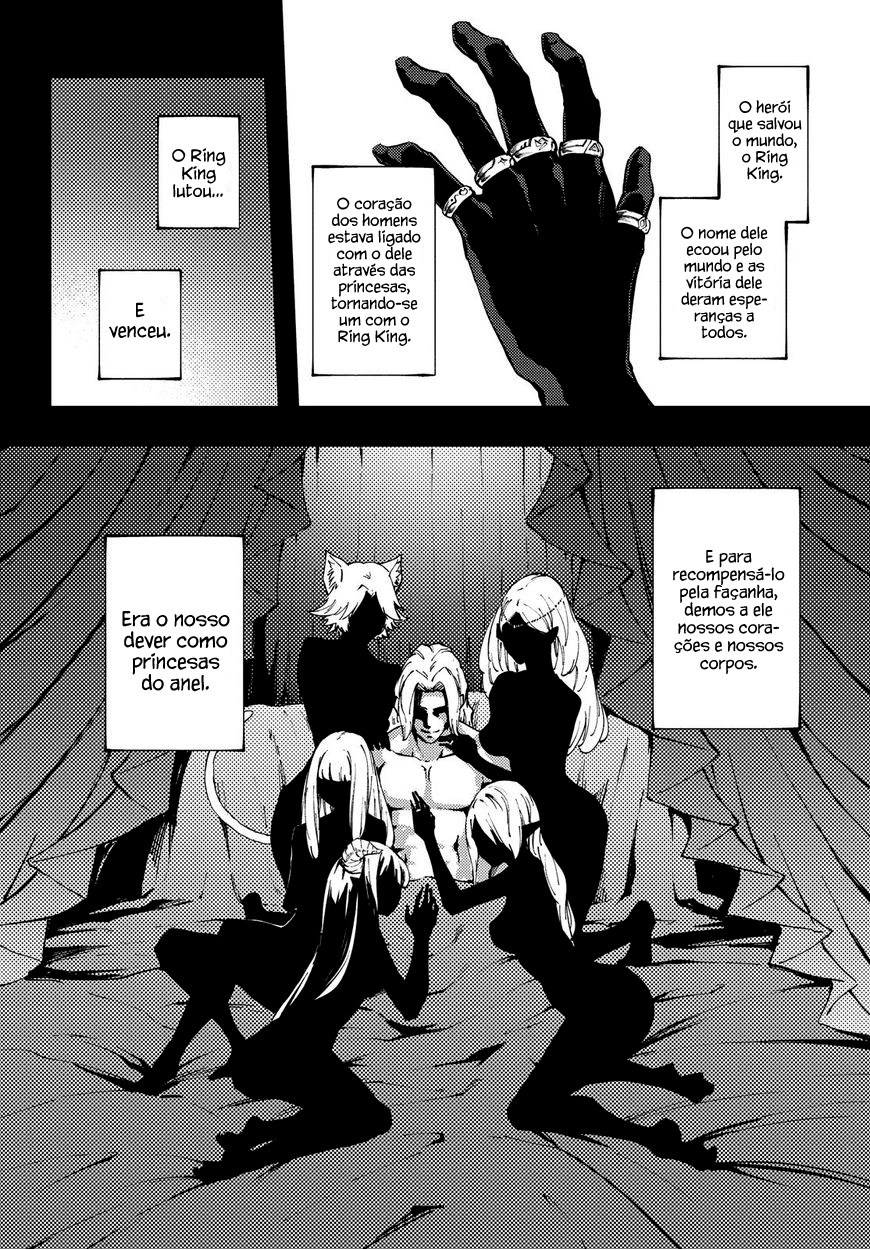 O herói
que salvou
o mundo,
o Ring
King.
O nome dele
ecoou pelo
mundo e as
vitória dele
deram espe-
ranças a
todos.
O coração
dos homens
estava ligado
com o dele
através das
princesas,
tornando-se
um com o
Ring King.
O Ring
King
lutou...
E
venceu.
E para
recompensá-lo
pela façanha,
demos a ele
nossos cora-
ções e nossos
corpos.
Era o nosso
dever como
princesas
do anel.